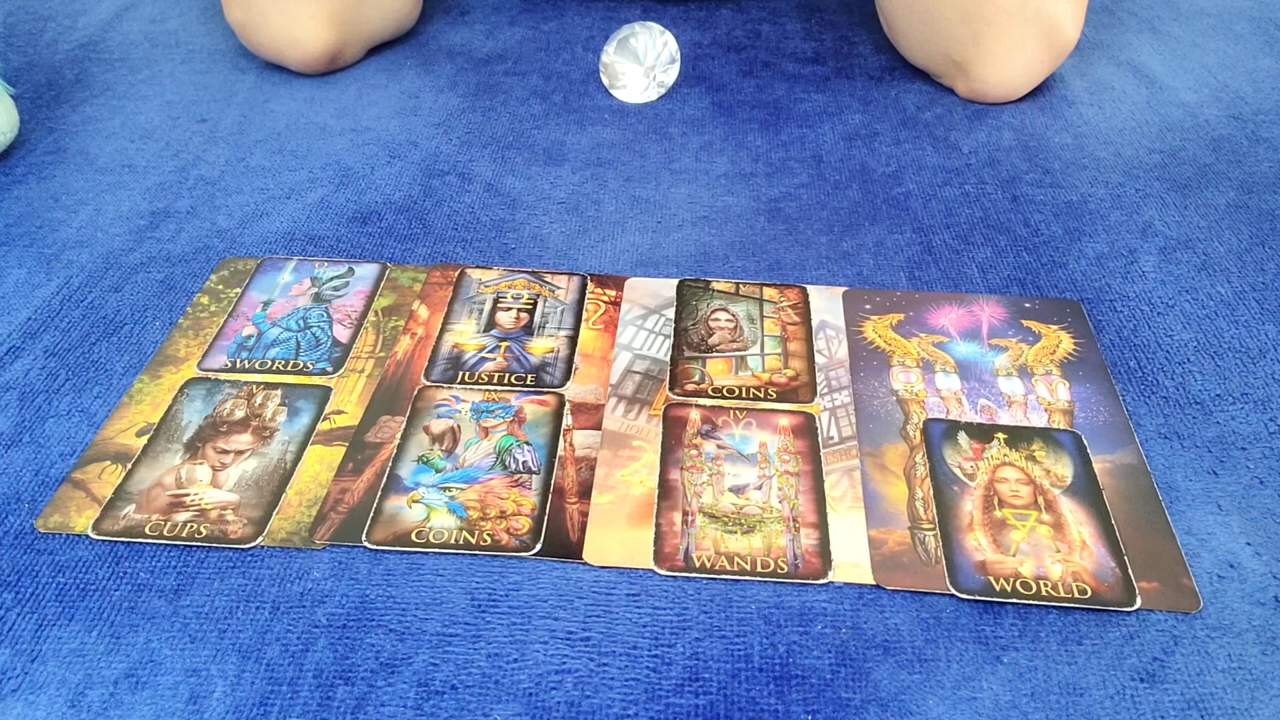 Q
SWORDS
JUSTICE
COINS
V
CUPS
IX
COINS
IV
WANDS
WORLD